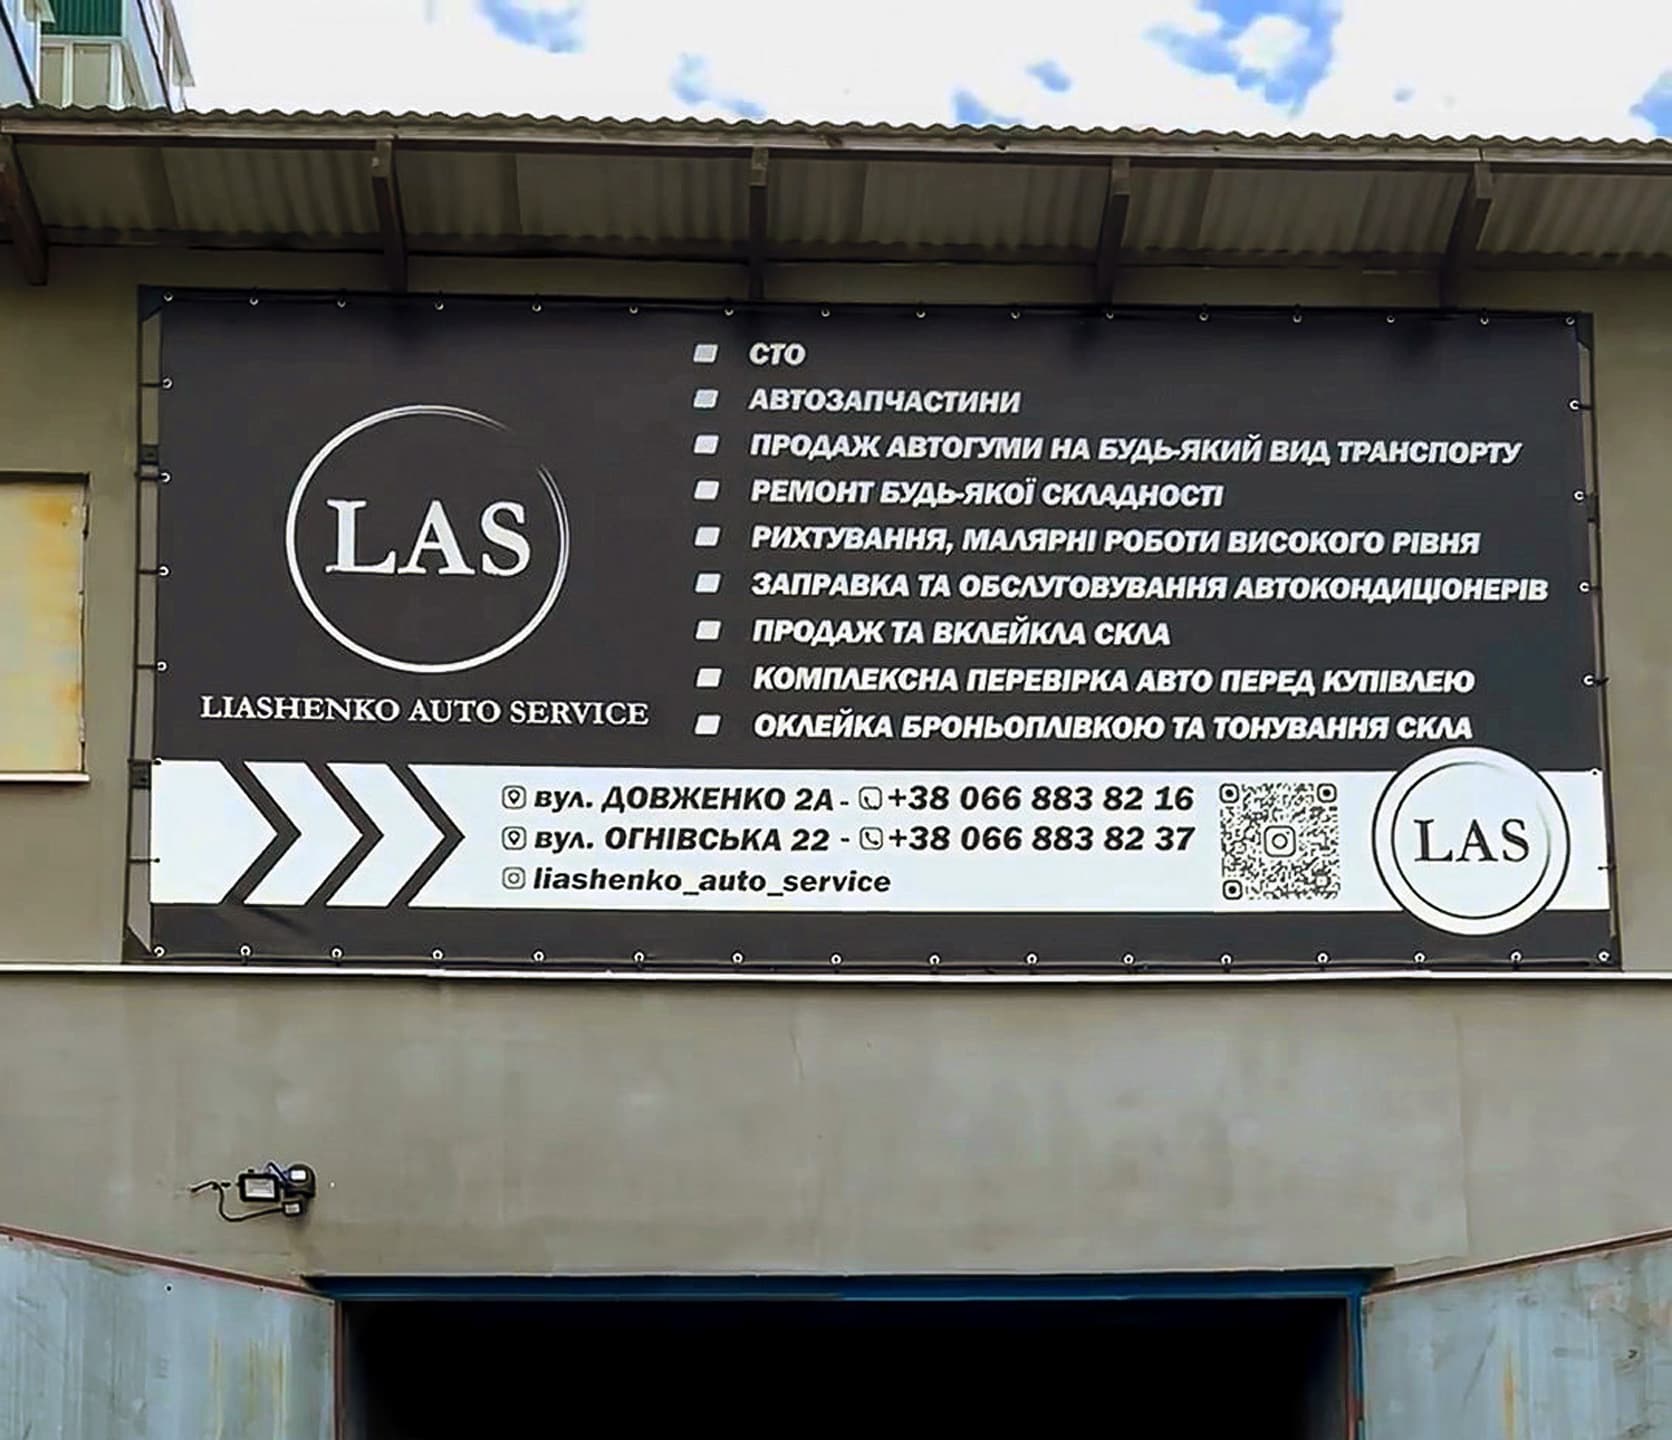 LAS
LIASHENKO AUTO SERVICE
СТО
АВТОЗАПЧАСТИНИ
ПРОДАЖ АВТОГУМИ НА БУДЬ-ЯКИЙ ВИД ТРАНСПОРТУ
РЕМОНТ БУДЬ-ЯКОЇ СКЛАДНОСТІ
РИХТУВАННЯ, МАЛЯРНІ РОБОТИ ВИСОКОГО РІВНЯ
ЗАПРАВКА ТА ОБСЛУГОВУВАННЯ АВТОКОНДИЦІОНЕРІВ
ПРОДАЖ ТА ВКЛЕЙКЛА СКЛА
КОМПЛЕКСНА ПЕРЕВІРКА АВТО ПЕРЕД КУПІВЛЕЮ
ОКЛЕЙКА БРОНЬОПЛІВКОЮ ТА ТОНУВАННЯ СКЛА
вул. ДОВЖЕНКО 2А - +38 066 883 82 16
вул. ОГНІВСЬКА 22 - +38 066 883 82 37
liashenko_auto_service
LAS